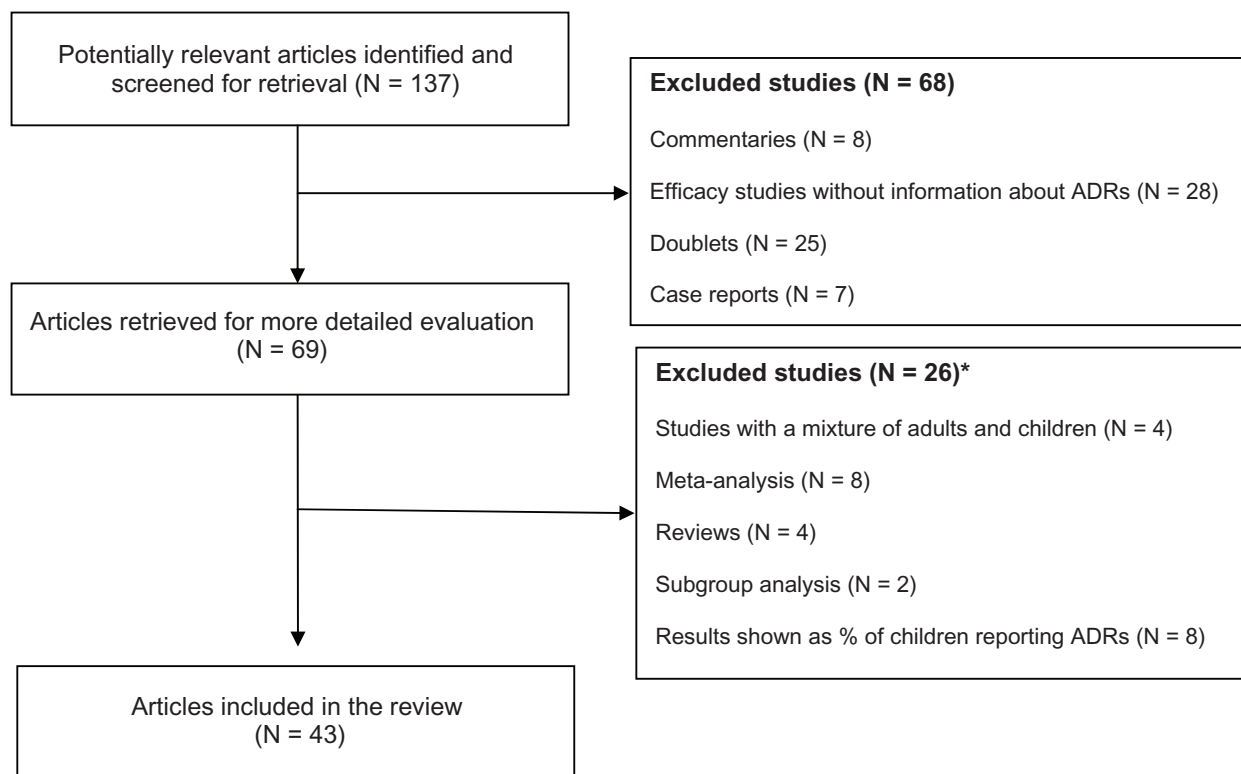 Potentially relevant articles identified and
screened for retrieval (N = 137)
Excluded studies (N = 68)
Commentaries (N = 8)
Efficacy studies without information about ADRs (N = 28)
Doublets (N = 25)
Case reports (N = 7)
Articles retrieved for more detailed evaluation
(N = 69)
Excluded studies (N = 26)*
Studies with a mixture of adults and children (N = 4)
Meta-analysis (N = 8)
Reviews (N = 4)
Subgroup analysis (N = 2)
Results shown as % of children reporting ADRs (N = 8)
Articles included in the review
(N = 43)